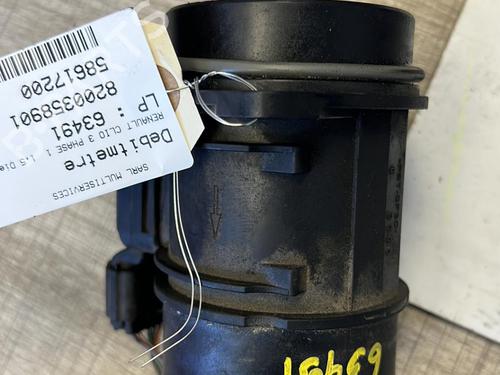 SARL MULTISERVICES
Debitmetre
LP : 63491
RENAULT CLIO 3 PHASE 1 1.5 Die
8200358901
58617200
63491